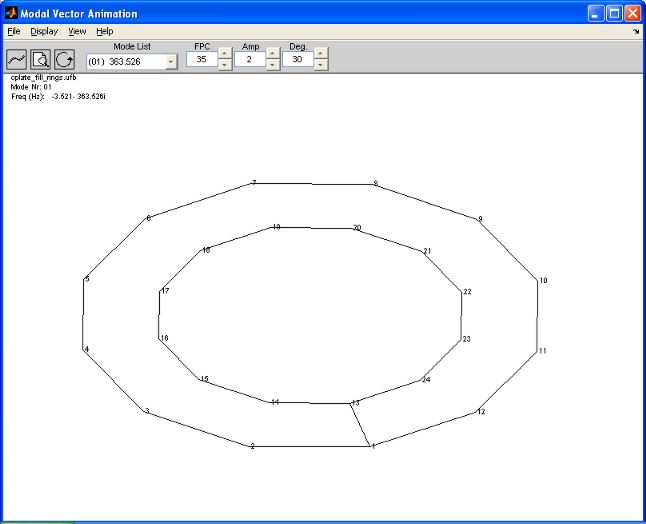 Modal Vector Animation
File Display View Help
Mode List FPC Amp Deg.
(01) 363.526 35 2 30
cplate_fill_rings.ufb
Mode Nr: 01
Freq (Hz): -3.521- 363.526i
7 8
6 9
19 20
18 21
5 10
17 22
16 23
4 11
15 24
14 13
3 12
2 1